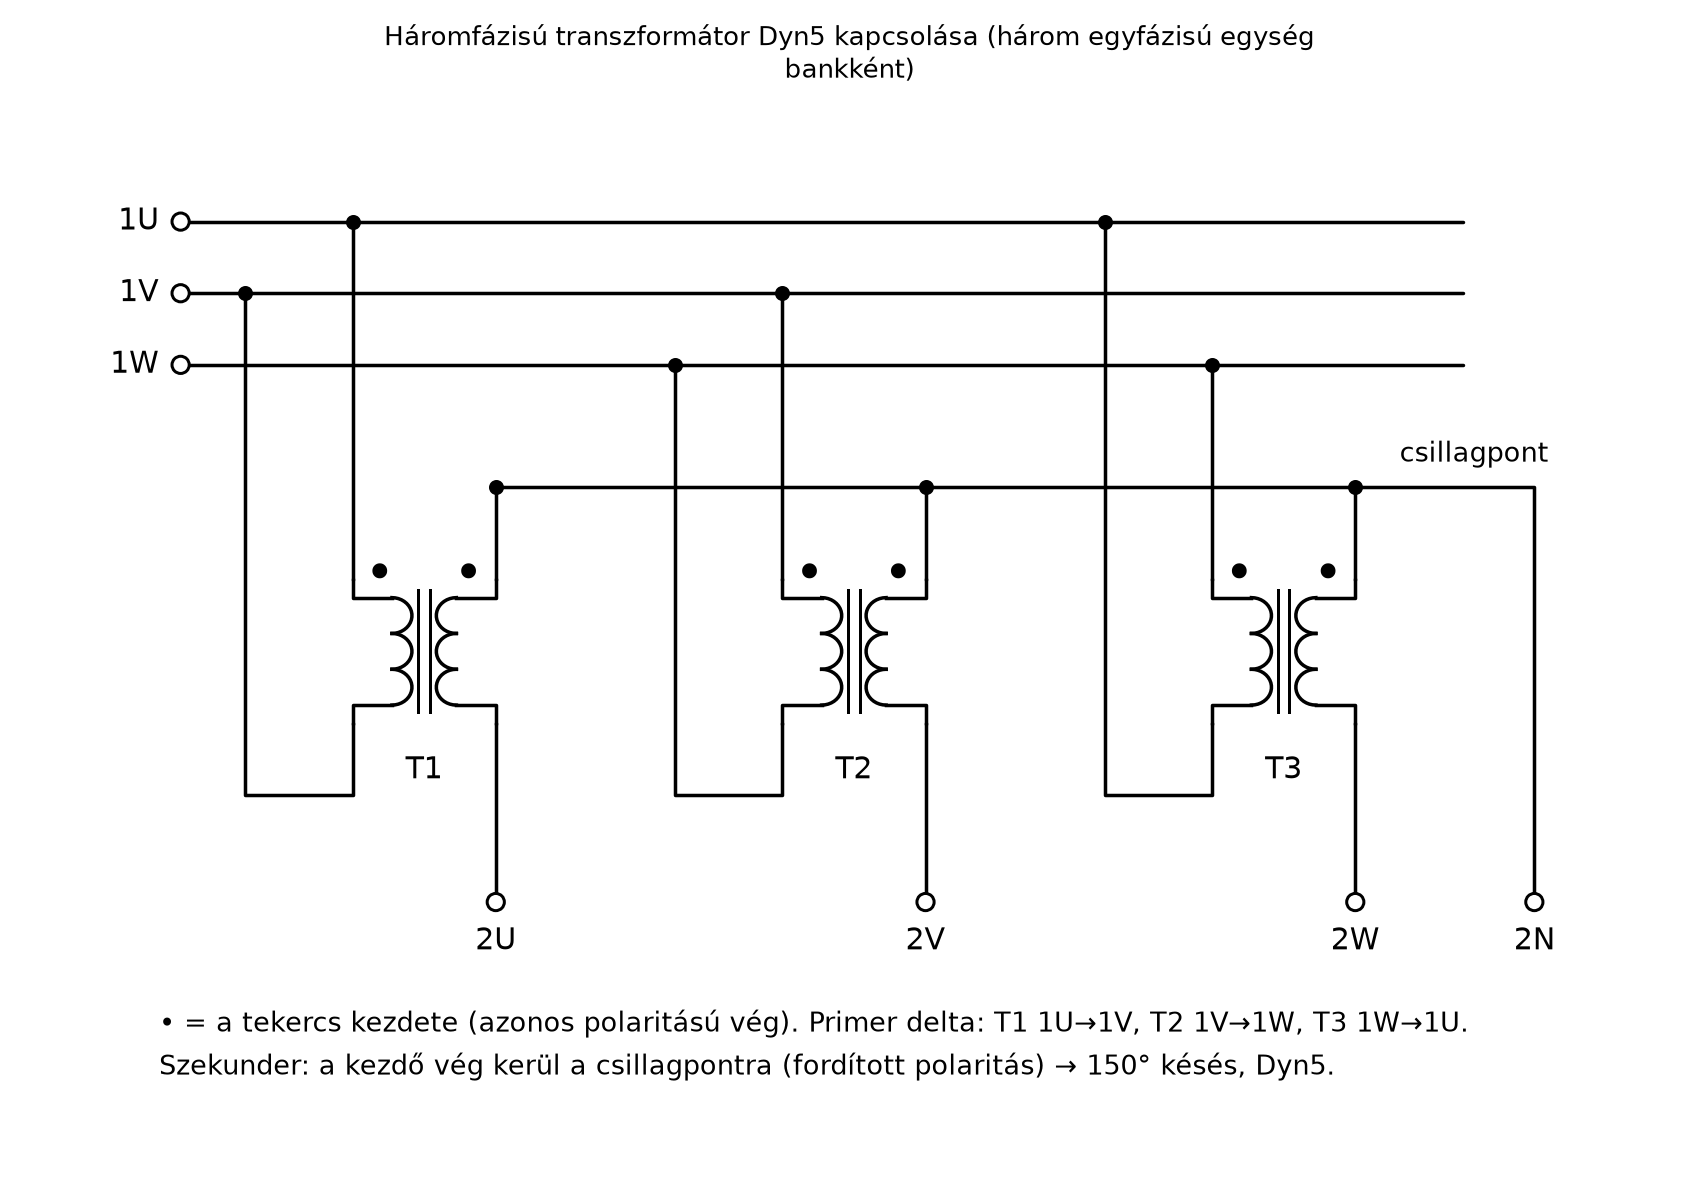 Háromfázisú transzformátor Dyn5 kapcsolása (három egyfázisú egység
bankként)
1U
1V
1W
csillagpont
T1
T2
T3
2U
2V
2W
2N
• = a tekercs kezdete (azonos polaritású vég). Primer delta: T1 1U→1V, T2 1V→1W, T3 1W→1U.
Szekunder: a kezdő vég kerül a csillagpontra (fordított polaritás) → 150° késés, Dyn5.